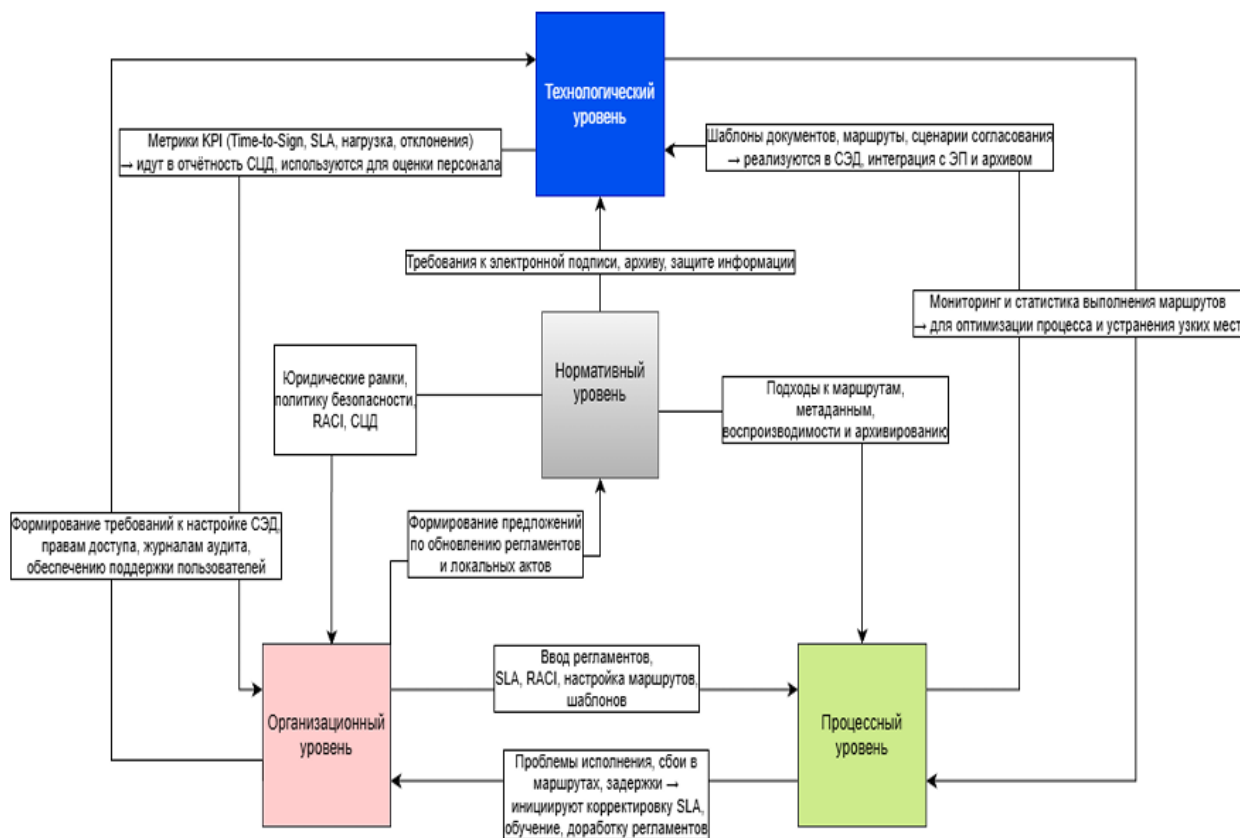 Технологический
уровень
Метрики KPI (Time-to-Sign, SLA, нагрузка, отклонения)
→ идут в отчётность СЦД, используются для оценки персонала
Шаблоны документов, маршруты, сценарии согласования
→ реализуются в СЭД, интеграция с ЭП и архивом
Требования к электронной подписи, архиву, защите информации
Мониторинг и статистика выполнения маршрутов
→ для оптимизации процесса и устранения узких мест
Нормативный
уровень
Юридические рамки,
политику безопасности,
RACI, СЦД
Подходы к маршрутам,
метаданным,
воспроизводимости и архивированию
Формирование требований к настройке СЭД,
правам доступа, журналам аудита,
обеспечению поддержки пользователей
Формирование предложений
по обновлению регламентов
и локальных актов
Организационный
уровень
Ввод регламентов,
SLA, RACI, настройка маршрутов,
шаблонов
Процессный
уровень
Проблемы исполнения, сбои в
маршрутах, задержки →
инициируют корректировку SLA,
обучение, доработку регламентов